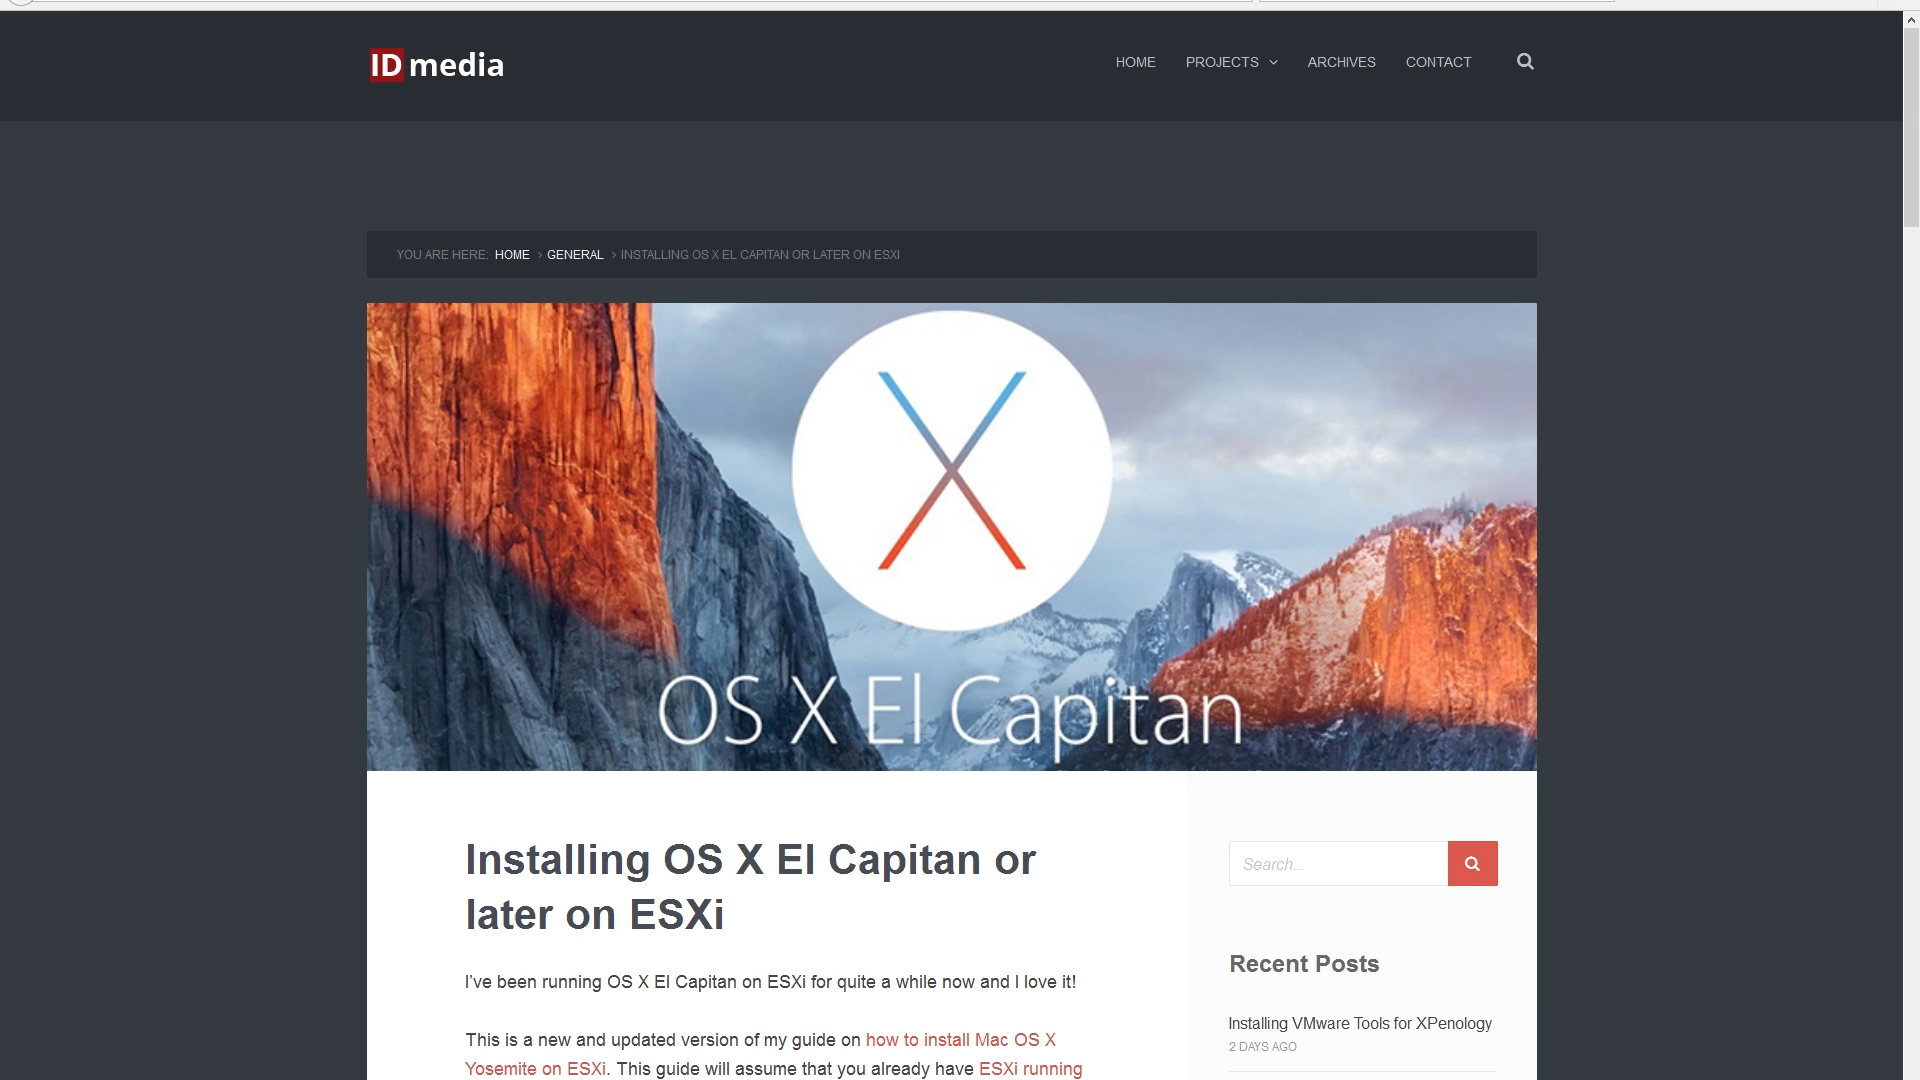 ID media
HOME
PROJECTS
ARCHIVES
CONTACT
YOU ARE HERE: HOME > GENERAL > INSTALLING OS X EL CAPITAN OR LATER ON ESXI
OS X El Capitan
Installing OS X El Capitan or
later on ESXi
I’ve been running OS X El Capitan on ESXi for quite a while now and I love it!
This is a new and updated version of my guide on how to install Mac OS X
Yosemite on ESXi. This guide will assume that you already have ESXi running
Search...
Recent Posts
Installing VMware Tools for XPenology
2 DAYS AGO